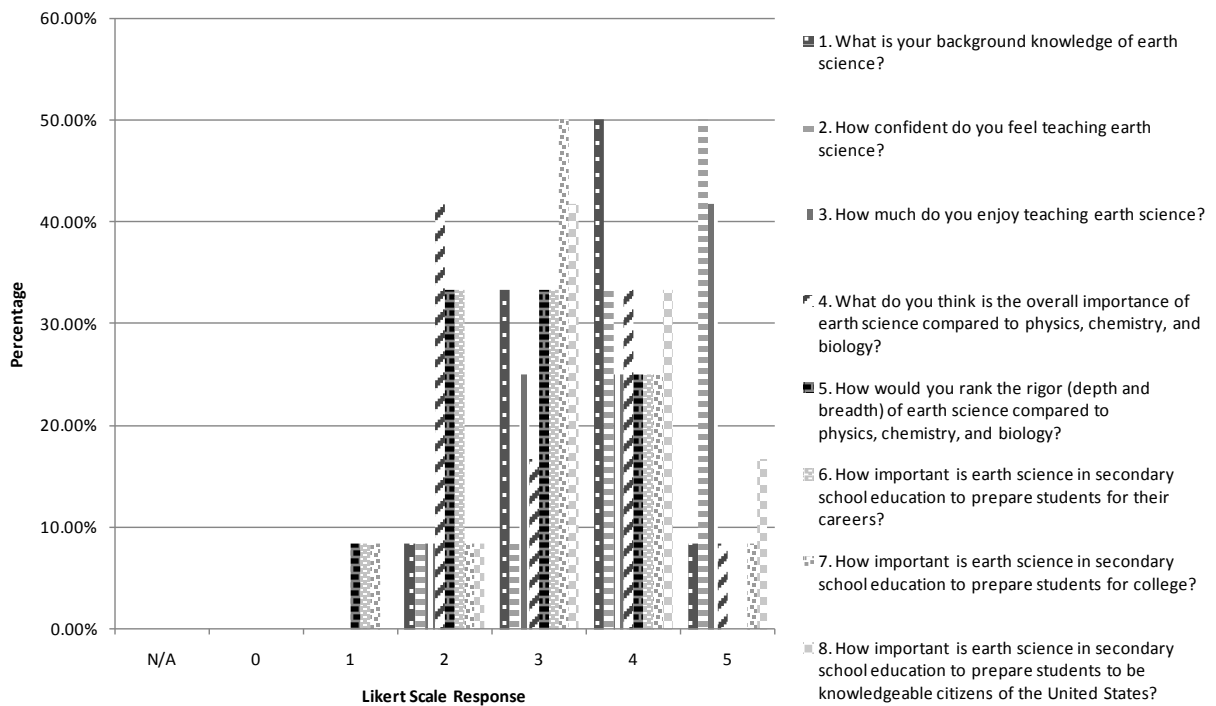 60.00%
50.00%
40.00%
30.00%
20.00%
10.00%
0.00%
Percentage
N/A
0
1
2
3
4
5
Likert Scale Response
1. What is your background knowledge of earth
science?
2. How confident do you feel teaching earth
science?
3. How much do you enjoy teaching earth science?
4. What do you think is the overall importance of
earth science compared to physics, chemistry, and
biology?
5. How would you rank the rigor (depth and
breadth) of earth science compared to
physics, chemistry, and biology?
6. How important is earth science in secondary
school education to prepare students for their
careers?
7. How important is earth science in secondary
school education to prepare students for college?
8. How important is earth science in secondary
school education to prepare students to be
knowledgeable citizens of the United States?